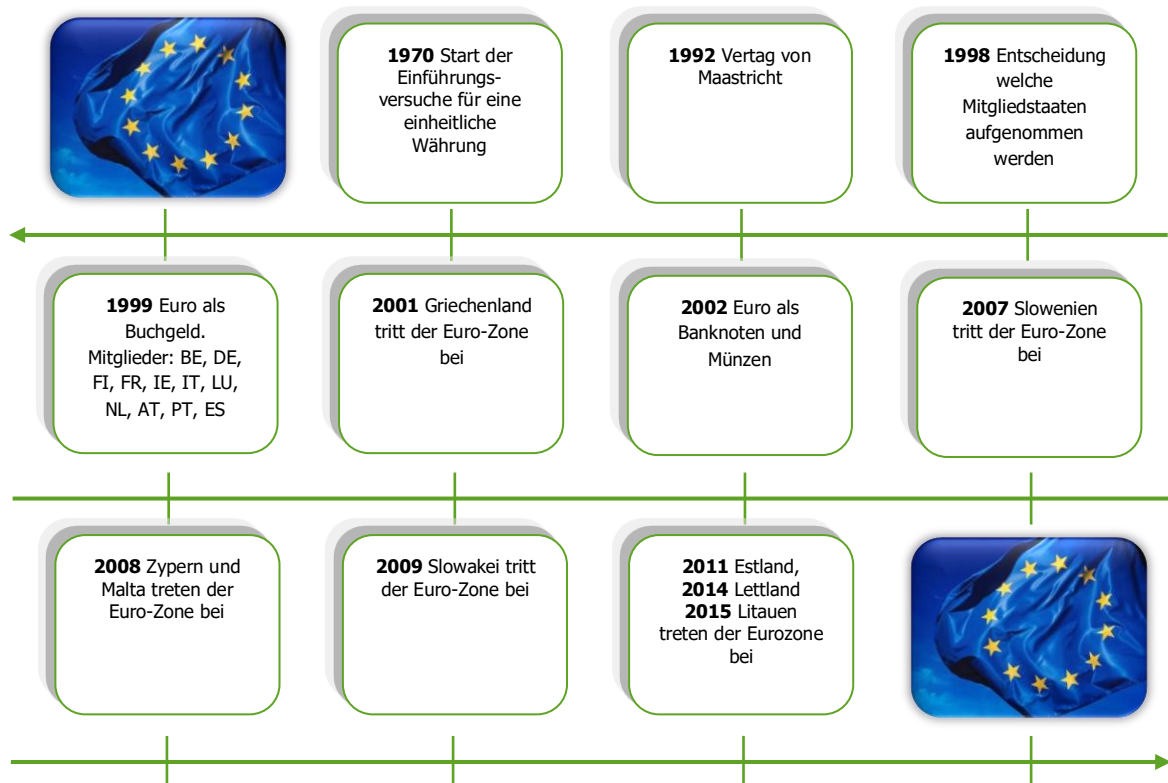 1970 Start der
Einführungs-
versuche für eine
einheitliche
Währung
1992 Vertag von
Maastricht
1998 Entscheidung
welche
Mitgliedstaaten
aufgenommen
werden
1999 Euro als
Buchgeld.
Mitglieder: BE, DE,
FI, FR, IE, IT, LU,
NL, AT, PT, ES
2001 Griechenland
tritt der Euro-Zone
bei
2002 Euro als
Banknoten und
Münzen
2007 Slowenien
tritt der Euro-Zone
bei
2008 Zypern und
Malta treten der
Euro-Zone bei
2009 Slowakei tritt
der Euro-Zone bei
2011 Estland,
2014 Lettland
2015 Litauen
treten der Eurozone
bei